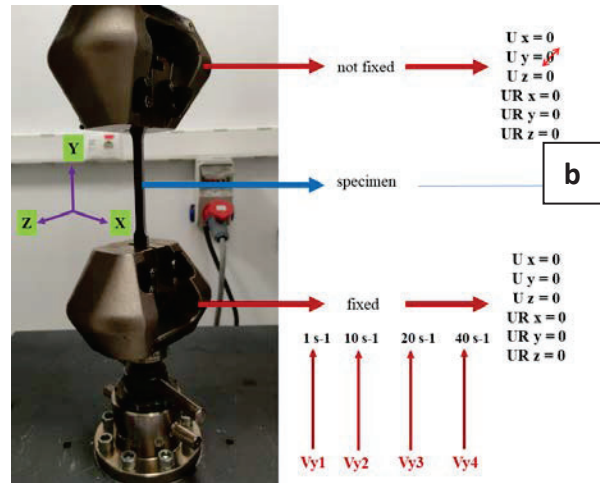 U x = 0
U y = 0
not fixed
U z = 0
UR x = 0
UR y = 0
UR z = 0
Y
b
specimen
Z
X
U x = 0
U y = 0
U z = 0
fixed
UR x = 0
UR y = 0
UR z = 0
1 s-1 10 s-1 20 s-1 40 s-1
Vy1 Vy2 Vy3 Vy4